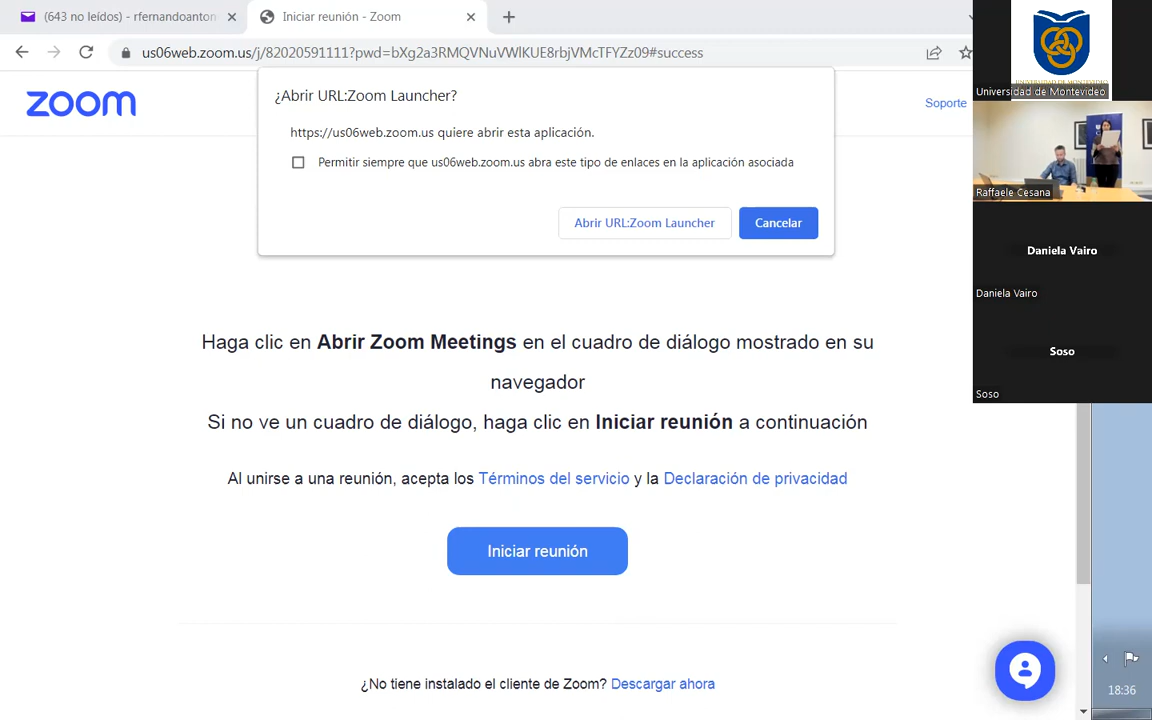 (643 no leídos) - rfernandoanton
Iniciar reunión - Zoom
us06web.zoom.us/j/82020591111?pwd=bXg2a3RMQVNuVWlKUE8rbjVMcTFYZz09#success
zoom
Soporte
¿Abrir URL:Zoom Launcher?
https://us06web.zoom.us quiere abrir esta aplicación.
Permitir siempre que us06web.zoom.us abra este tipo de enlaces en la aplicación asociada
Abrir URL:Zoom Launcher
Cancelar
UNIVERSIDAD DE MONTEVIDEO
Universidad de Montevideo
Raffaele Cesana
Daniela Vairo
Daniela Vairo
Soso
Soso
Haga clic en Abrir Zoom Meetings en el cuadro de diálogo mostrado en su
navegador
Si no ve un cuadro de diálogo, haga clic en Iniciar reunión a continuación
Al unirse a una reunión, acepta los Términos del servicio y la Declaración de privacidad
Iniciar reunión
¿No tiene instalado el cliente de Zoom? Descargar ahora
18:36